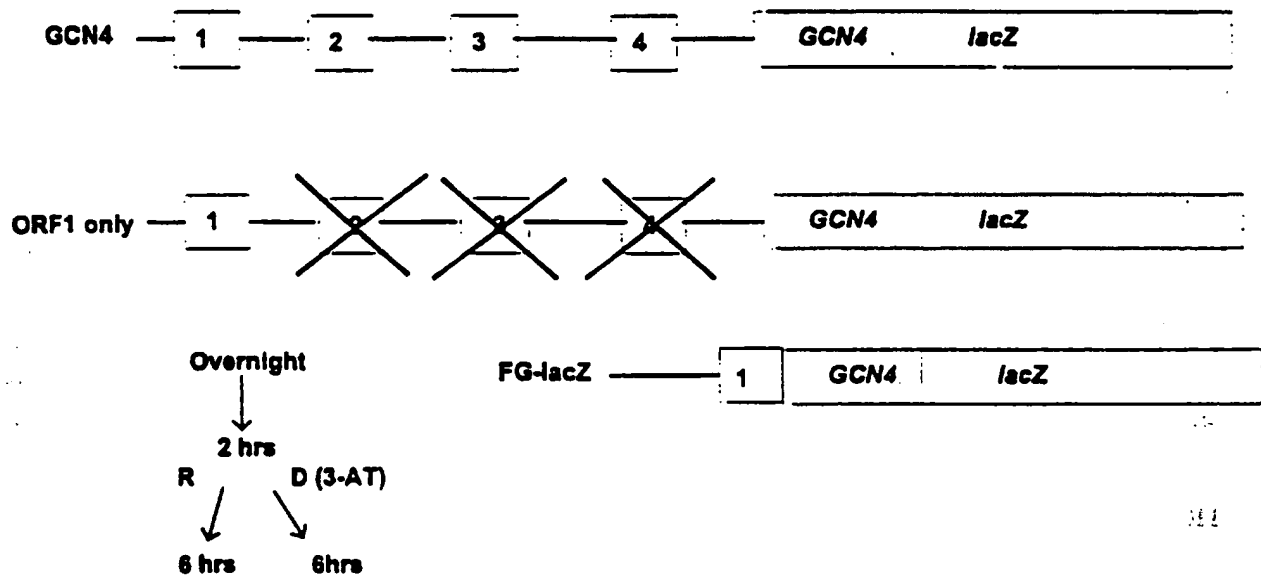 GCN4 1 2 3 4 GCN4 lacZ
ORF1 only 1 GCN4 lacZ
Overnight
FG-lacZ 1 GCN4 lacZ
2 hrs
R D (3-AT)
6 hrs 6hrs